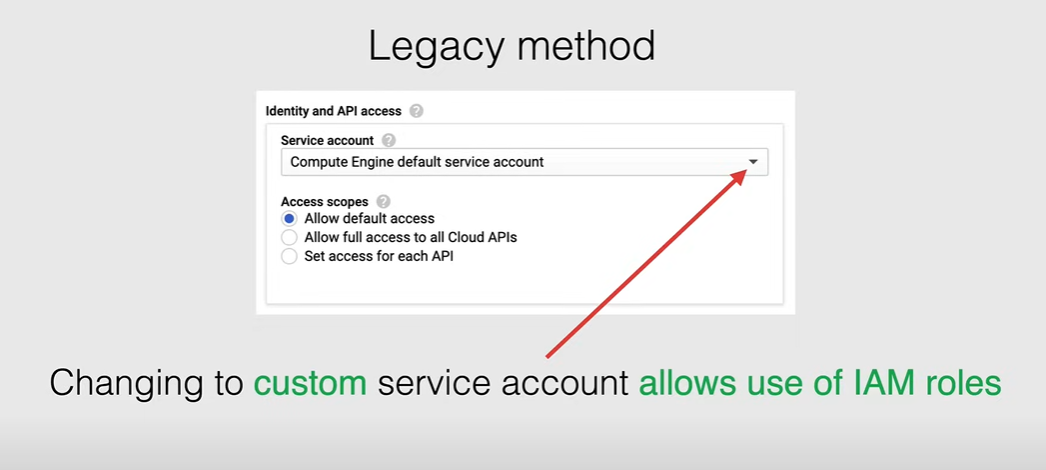 Legacy method
Identity and API access ?
Service account ?
Compute Engine default service account
Access scopes ?
Allow default access
Allow full access to all Cloud APIs
Set access for each API
Changing to custom service account allows use of IAM roles